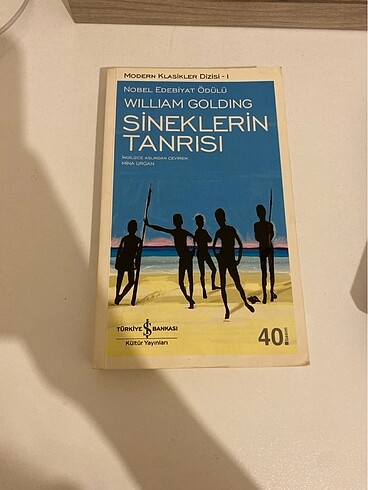 MODERN KLASİKLER DİZİSİ - I
NOBEL EDEBİYAT ÖDÜLÜ
WILLIAM GOLDING
SİNEKLERİN
TANRISI
İNGİLİZCE ASLINDAN ÇEVİREN:
MİNA URGAN
TÜRKİYE İŞ BANKASI
Kültür Yayınları
40